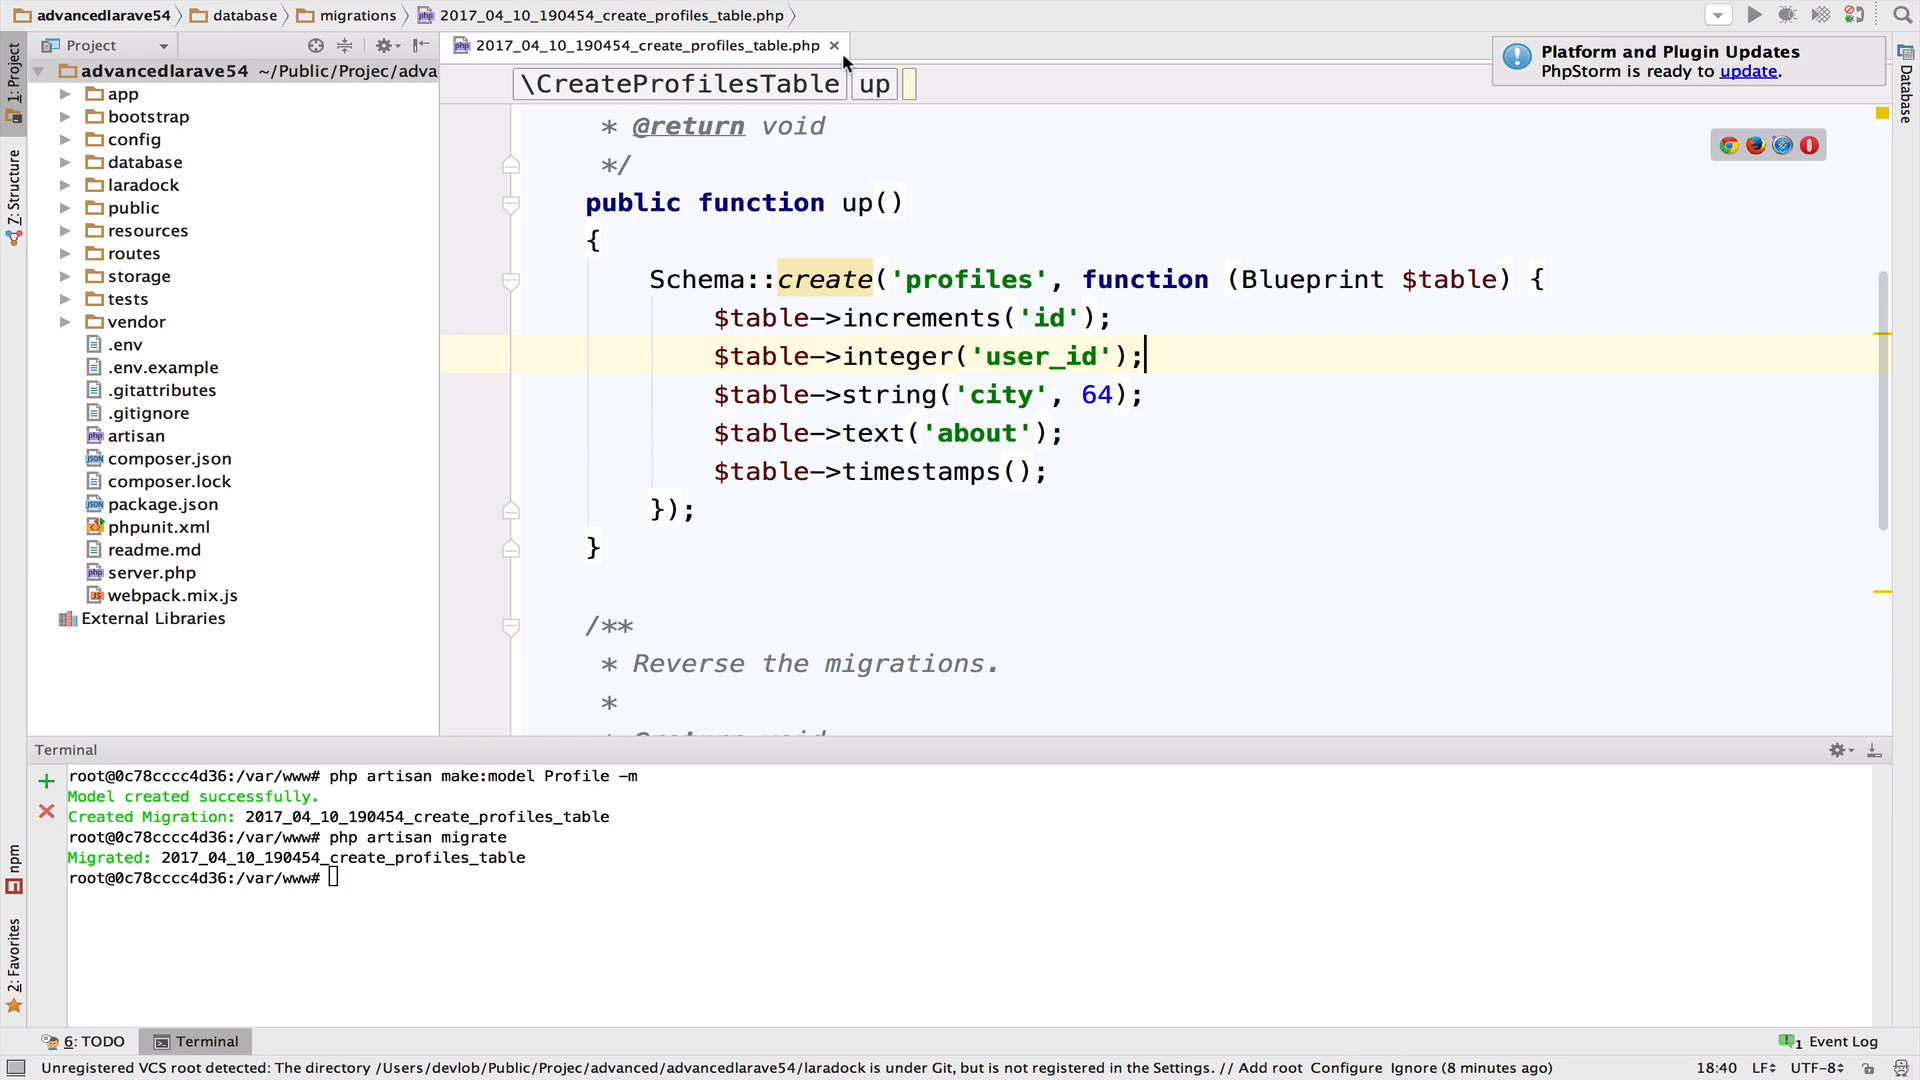 advancedlarave54 database migrations 2017_04_10_190454_create_profiles_table.php
Project
2017_04_10_190454_create_profiles_table.php
Platform and Plugin Updates
PhpStorm is ready to update.
1: Project
Z: Structure
npm
2: Favorites
Database
advancedlarave54 ~/Public/Projec/adva
app
bootstrap
config
database
laradock
public
resources
routes
storage
tests
vendor
.env
.env.example
.gitattributes
.gitignore
artisan
composer.json
composer.lock
package.json
phpunit.xml
readme.md
server.php
webpack.mix.js
External Libraries
\CreateProfilesTable up
* @return void
*/
public function up()
{
Schema::create('profiles', function (Blueprint $table) {
$table->increments('id');
$table->integer('user_id');
$table->string('city', 64);
$table->text('about');
$table->timestamps();
});
}
/**
* Reverse the migrations.
*
* @return void
Terminal
root@0c78cccc4d36:/var/www# php artisan make:model Profile -m
Model created successfully.
Created Migration: 2017_04_10_190454_create_profiles_table
root@0c78cccc4d36:/var/www# php artisan migrate
Migrated: 2017_04_10_190454_create_profiles_table
root@0c78cccc4d36:/var/www#
6: TODO Terminal 1 Event Log
Unregistered VCS root detected: The directory /Users/devlob/Public/Projec/advanced/advancedlarave54/laradock is under Git, but is not registered in the Settings. // Add root Configure Ignore (8 minutes ago) 18:40 LF UTF-8